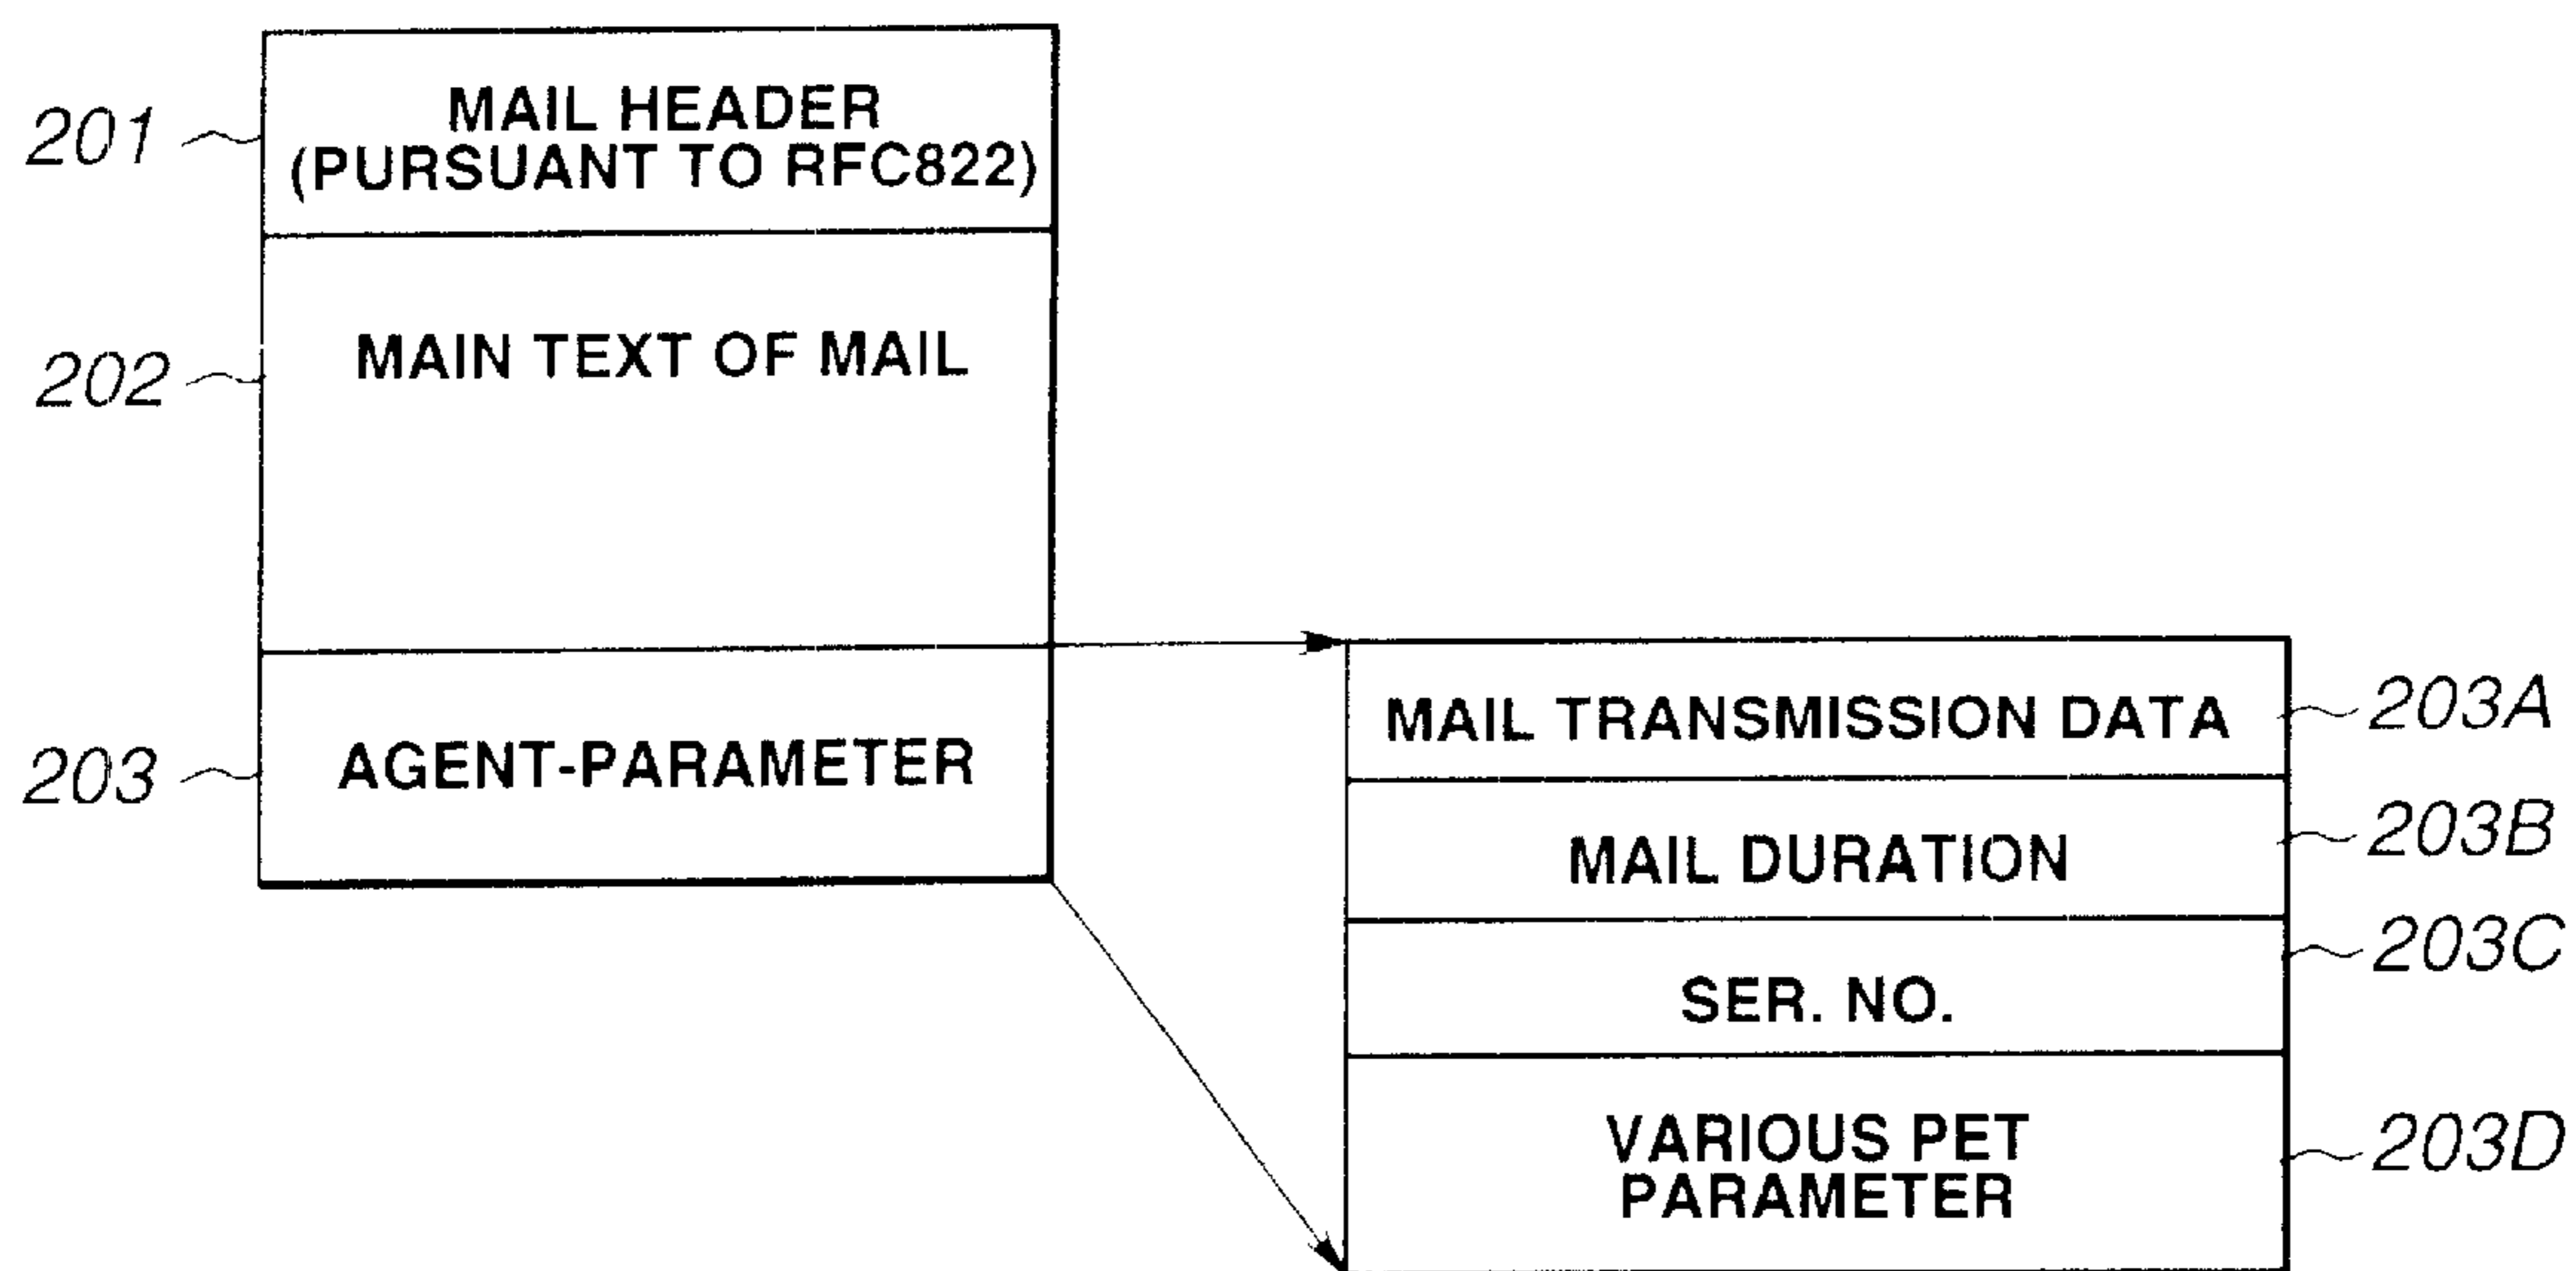 201
MAIL HEADER
(PURSUANT TO RFC822)
202
MAIN TEXT OF MAIL
203
AGENT-PARAMETER
MAIL TRANSMISSION DATA
203A
MAIL DURATION
203B
SER. NO.
203C
VARIOUS PET
PARAMETER
203D